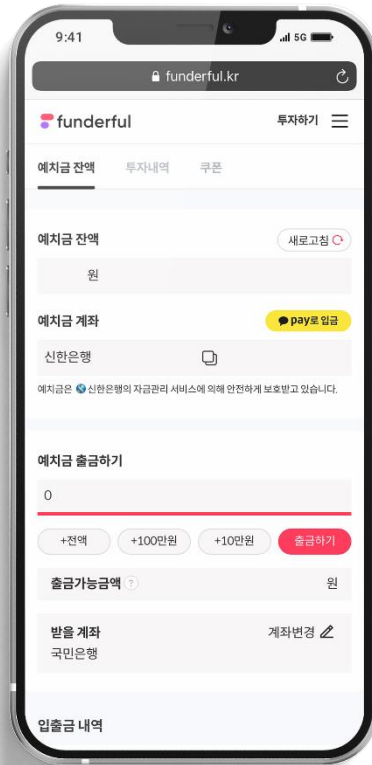 9:41
5G
funderful.kr
funderful 투자하기
예치금 잔액 투자내역 쿠폰
예치금 잔액 새로고침
원
예치금 계좌 pay로 입금
신한은행
예치금은 신한은행의 자금관리 서비스에 의해 안전하게 보호받고 있습니다.
예치금 출금하기
0
+전액 +100만원 +10만원 출금하기
출금가능금액 ? 원
받을 계좌 계좌변경
국민은행
입출금 내역